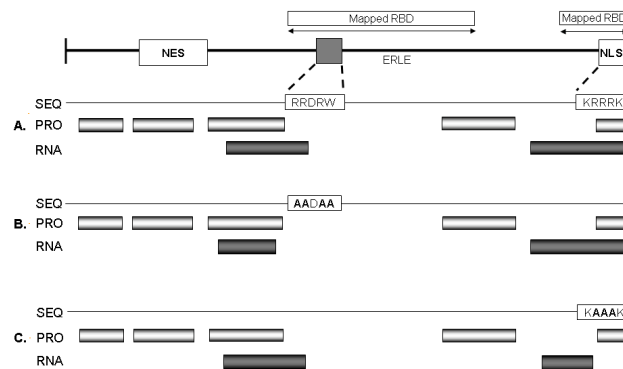 Mapped RBD
Mapped RBD
NES
NLS
ERLE
SEQ RRDRW KRRRK
A. PRO
RNA
SEQ AADAA
B. PRO
RNA
SEQ KAAAK
C. PRO
RNA